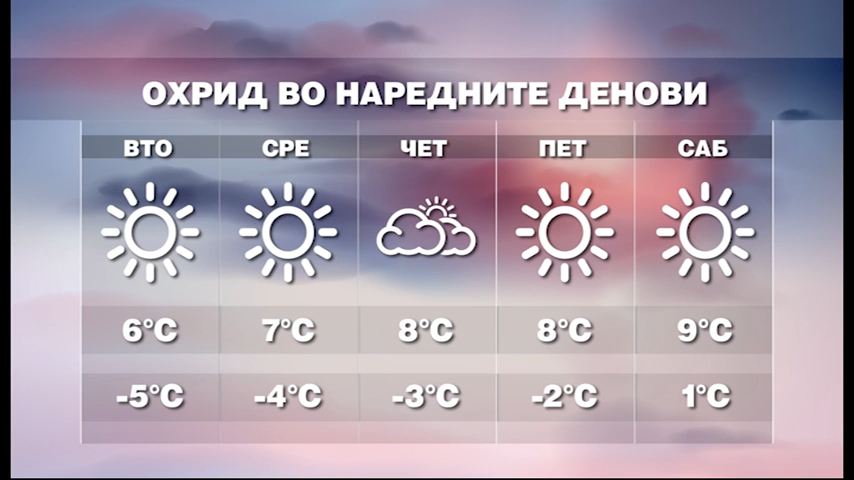 ОХРИД ВО НАРЕДНИТЕ ДЕНОВИ
ВТО СРЕ ЧЕТ ПЕТ САБ
6°C 7°C 8°C 8°C 9°C
-5°C -4°C -3°C -2°C 1°C